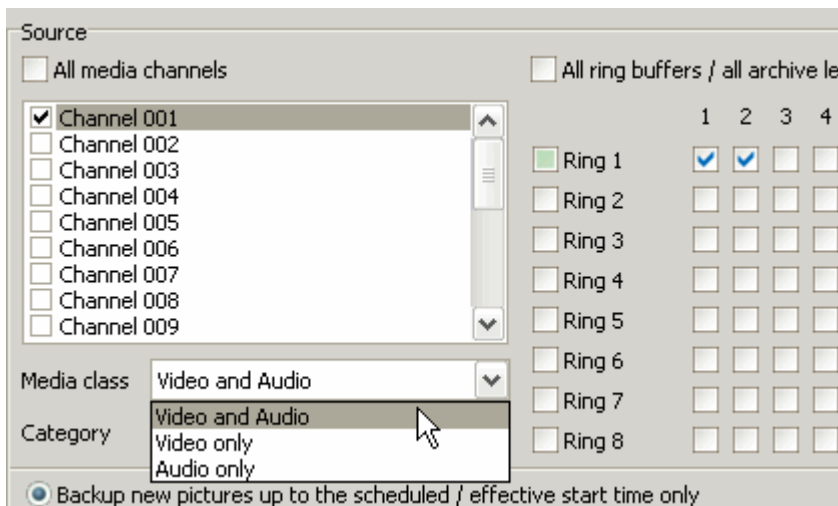 Source
All media channels
All ring buffers / all archive le
Channel 001
Channel 002
Channel 003
Channel 004
Channel 005
Channel 006
Channel 007
Channel 008
Channel 009
1 2 3 4
Ring 1
Ring 2
Ring 3
Ring 4
Ring 5
Ring 6
Ring 7
Ring 8
Media class Video and Audio
Video and Audio
Category
Video only
Audio only
Backup new pictures up to the scheduled / effective start time only